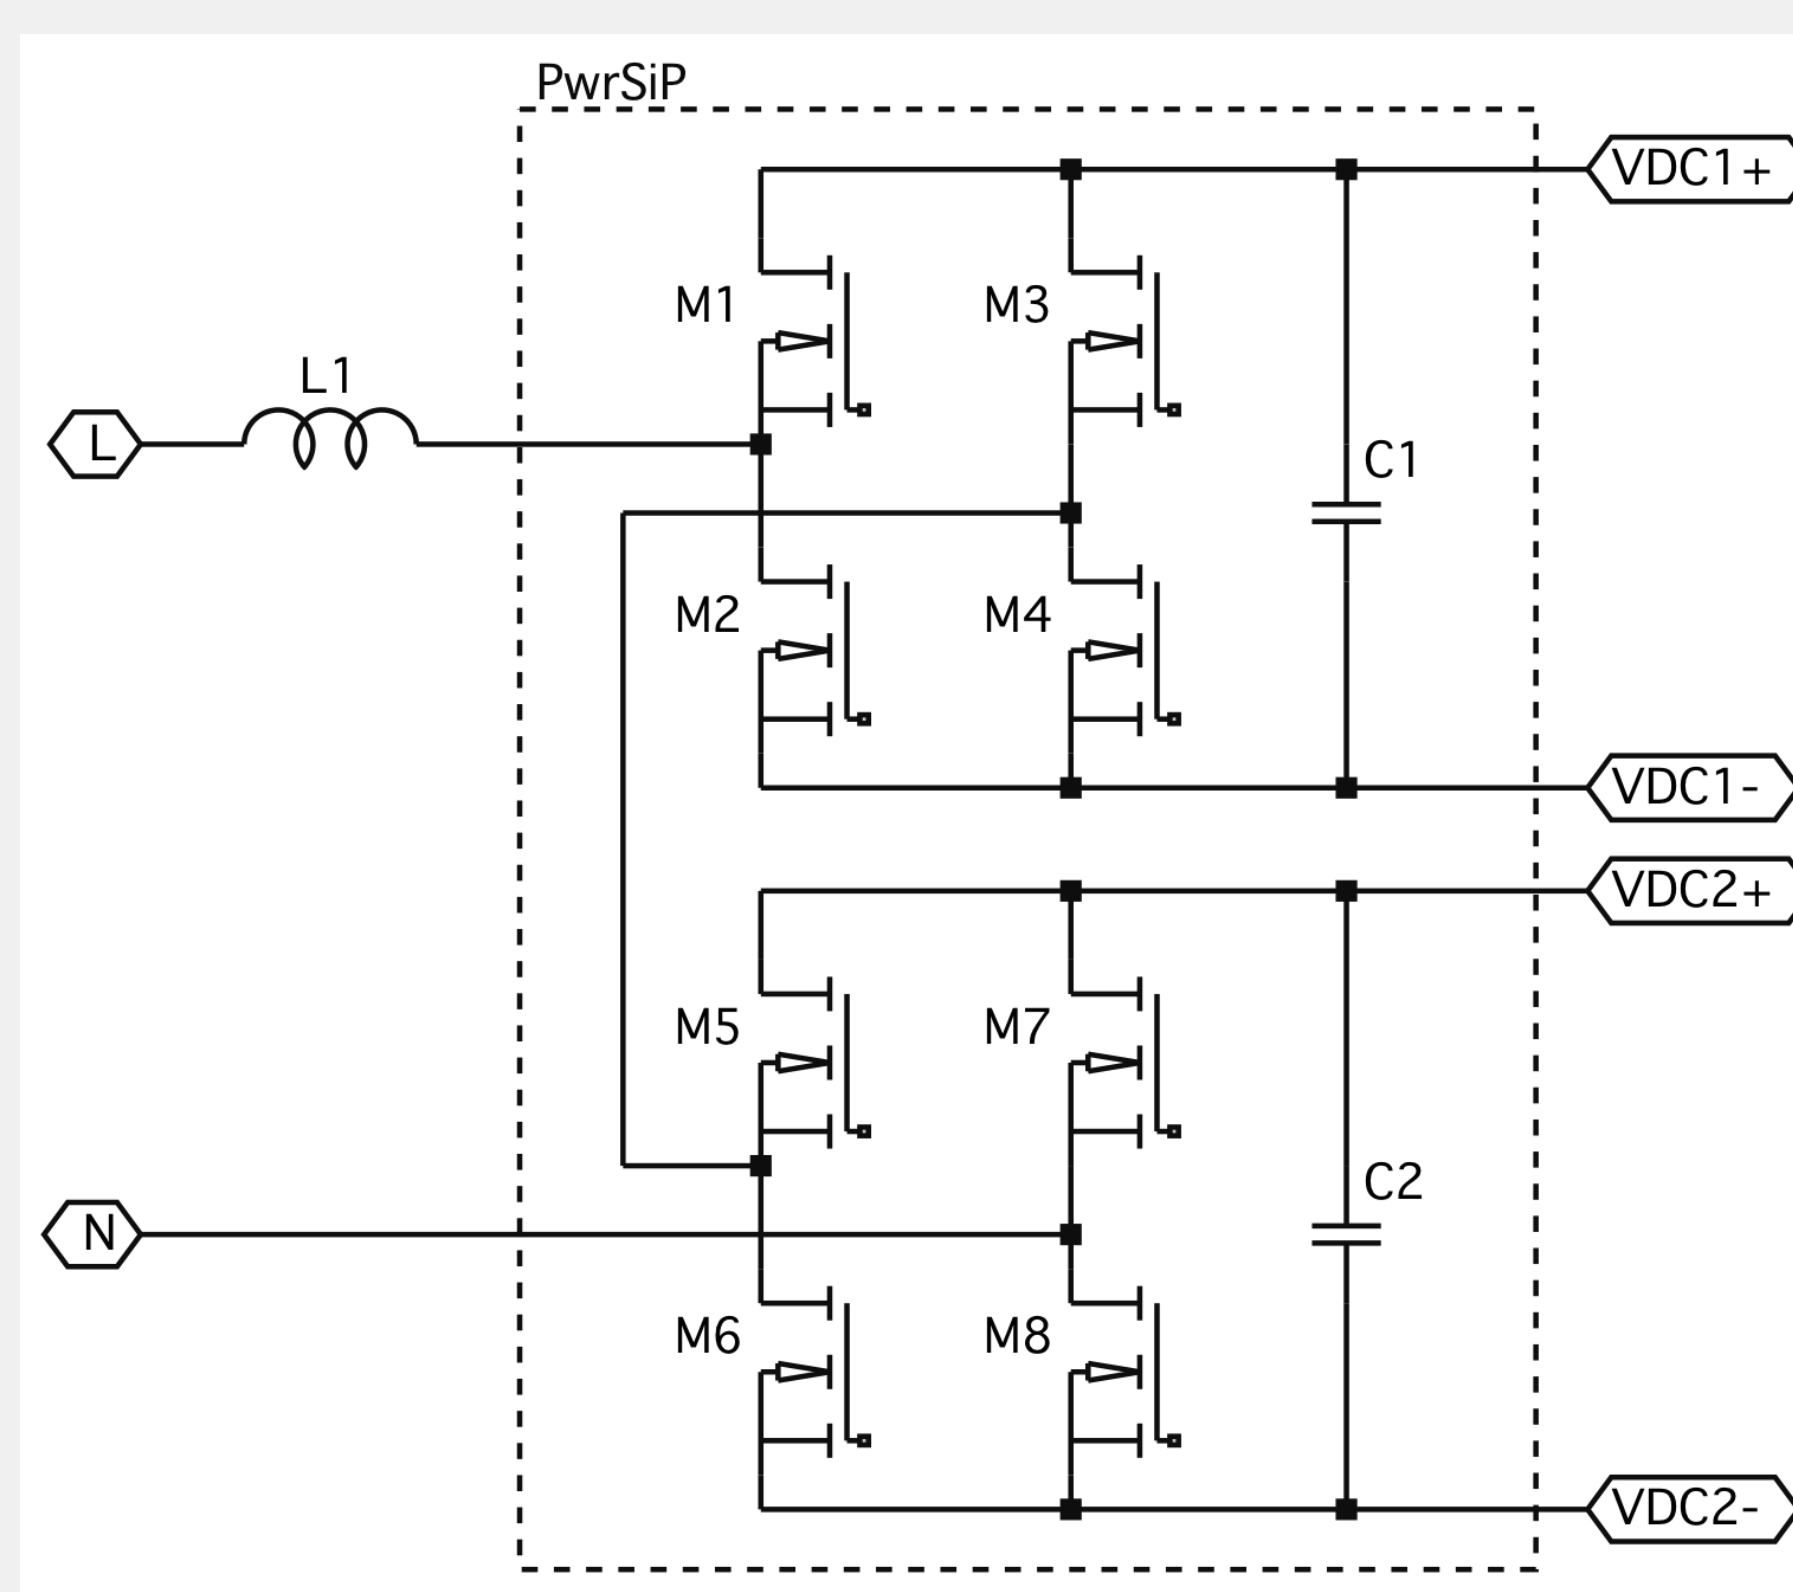 PwrSiP
VDC1+
M1
M3
L1
L
C1
M2
M4
VDC1-
VDC2+
M5
M7
C2
N
M6
M8
VDC2-